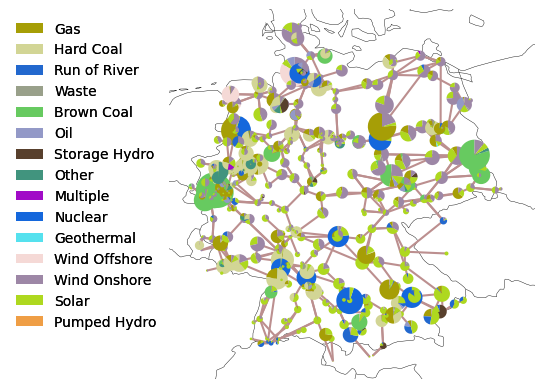 Gas
Hard Coal
Run of River
Waste
Brown Coal
Oil
Storage Hydro
Other
Multiple
Nuclear
Geothermal
Wind Offshore
Wind Onshore
Solar
Pumped Hydro